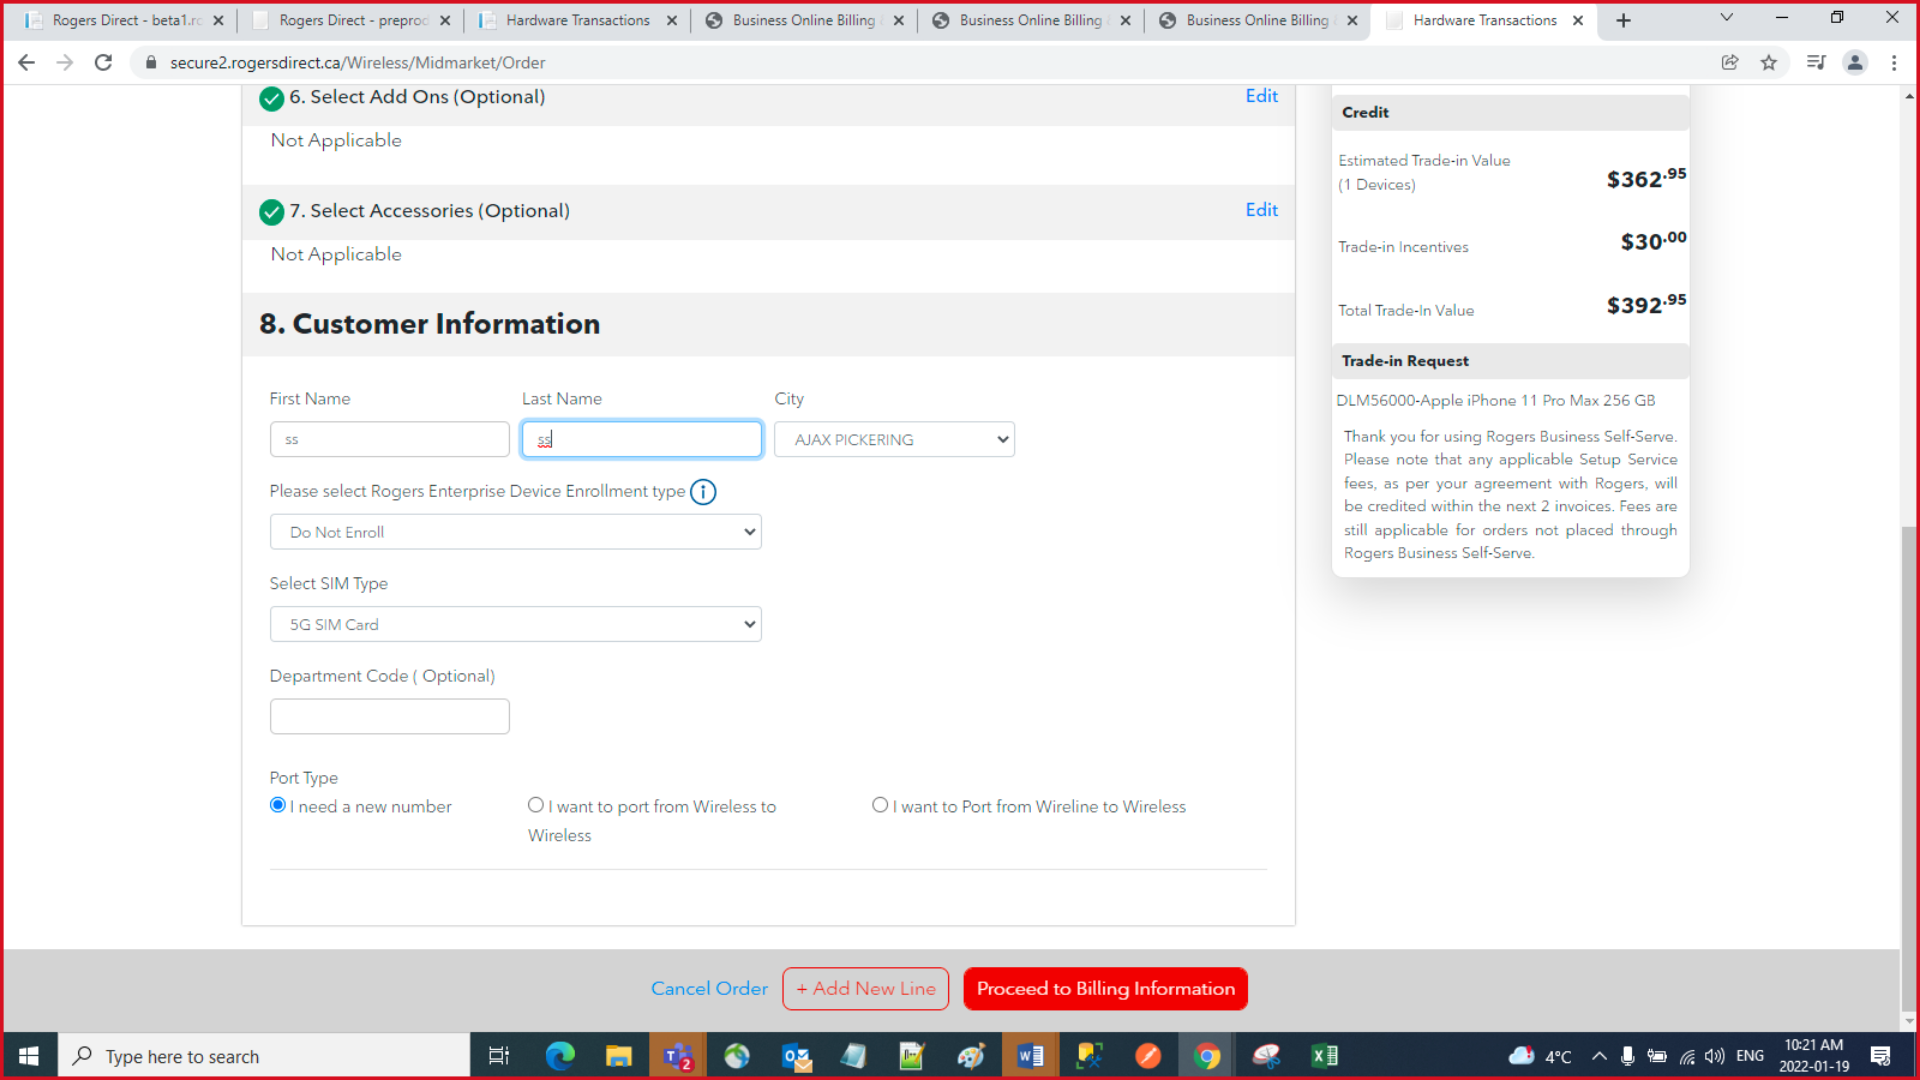 Rogers Direct - beta1.ro
Rogers Direct - preprod
Hardware Transactions
Business Online Billing
Business Online Billing
Business Online Billing
Hardware Transactions
secure2.rogersdirect.ca/Wireless/Midmarket/Order
6. Select Add Ons (Optional)
Edit
Not Applicable
7. Select Accessories (Optional)
Edit
Not Applicable
8. Customer Information
First Name
Last Name
City
ss
ss
AJAX PICKERING
Please select Rogers Enterprise Device Enrollment type
Do Not Enroll
Select SIM Type
5G SIM Card
Department Code ( Optional)
Port Type
I need a new number
I want to port from Wireless to
Wireless
I want to Port from Wireline to Wireless
Credit
Estimated Trade-in Value
(1 Devices)
$362.95
Trade-in Incentives
$30.00
Total Trade-In Value
$392.95
Trade-in Request
DLM56000-Apple iPhone 11 Pro Max 256 GB
Thank you for using Rogers Business Self-Serve.
Please note that any applicable Setup Service
fees, as per your agreement with Rogers, will
be credited within the next 2 invoices. Fees are
still applicable for orders not placed through
Rogers Business Self-Serve.
Cancel Order
+ Add New Line
Proceed to Billing Information
Type here to search
4°C
ENG
10:21 AM
2022-01-19